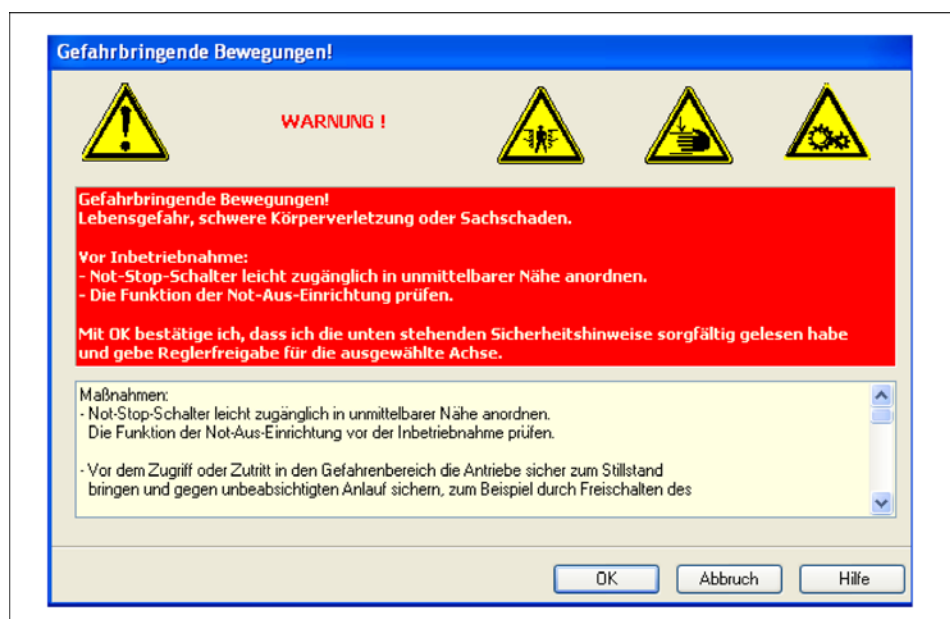 Gefahrbringende Bewegungen!
WARNUNG !
Gefahrbringende Bewegungen!
Lebensgefahr, schwere Körperverletzung oder Sachschaden.
Vor Inbetriebnahme:
- Not-Stop-Schalter leicht zugänglich in unmittelbarer Nähe anordnen.
- Die Funktion der Not-Aus-Einrichtung prüfen.
Mit OK bestätige ich, dass ich die unten stehenden Sicherheitshinweise sorgfältig gelesen habe
und gebe Reglerfreigabe für die ausgewählte Achse.
Maßnahmen:
- Not-Stop-Schalter leicht zugänglich in unmittelbarer Nähe anordnen.
Die Funktion der Not-Aus-Einrichtung vor der Inbetriebnahme prüfen.
- Vor dem Zugriff oder Zutritt in den Gefahrenbereich die Antriebe sicher zum Stillstand
bringen und gegen unbeabsichtigten Anlauf sichern, zum Beispiel durch Freischalten des
OK
Abbruch
Hilfe